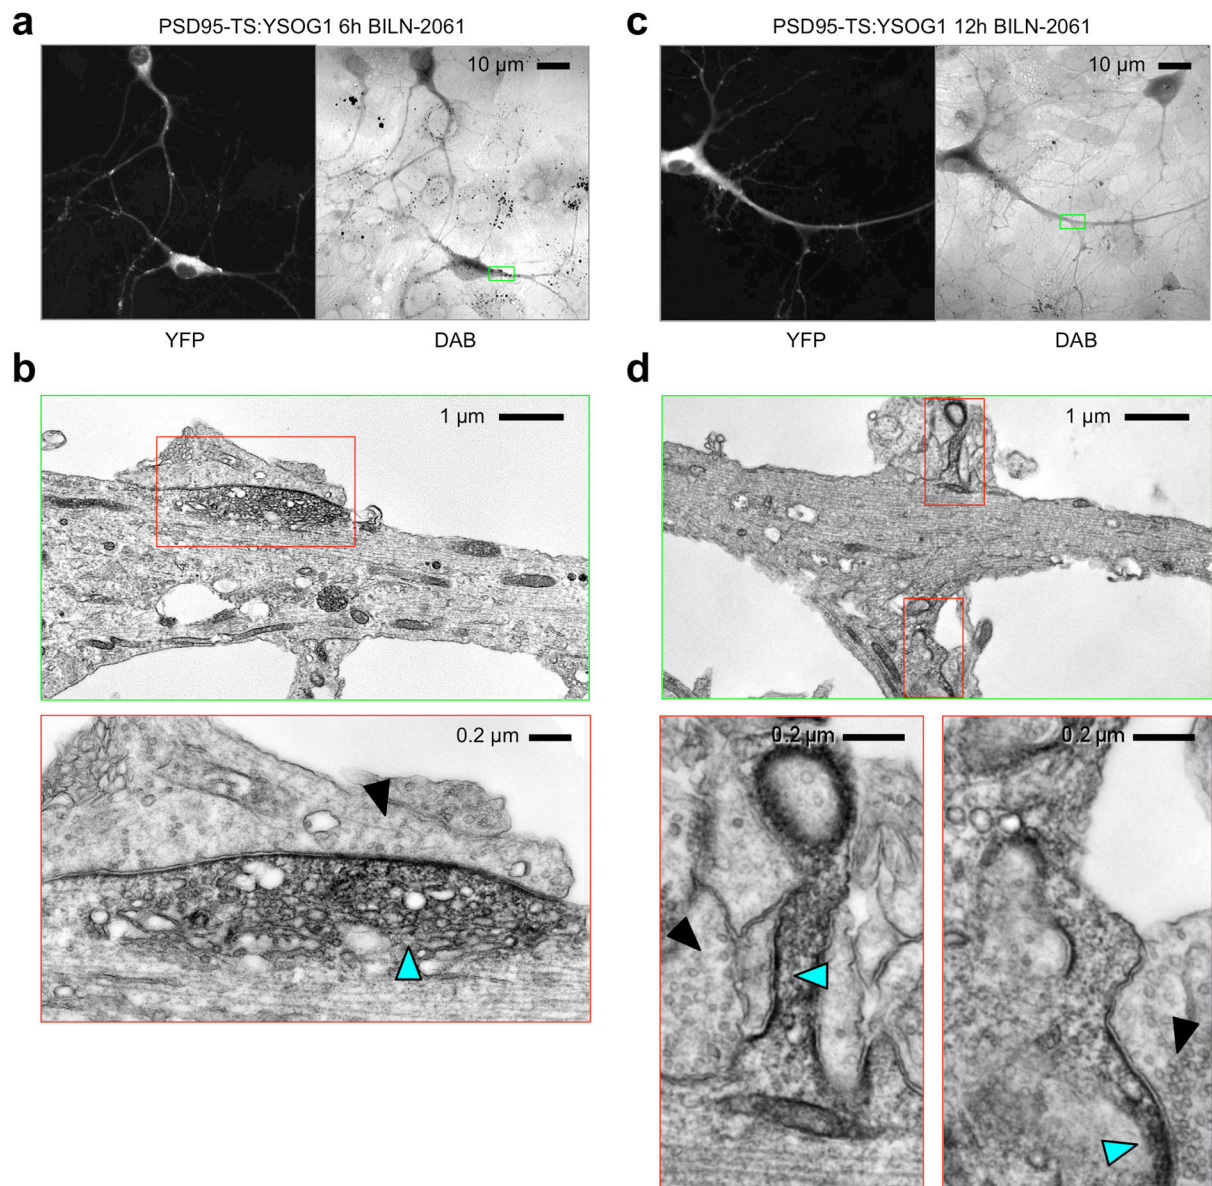 a
PSD95-TS:YSOG1 6h BILN-2061
10 µm
YFP
DAB
b
1 µm
0.2 µm
c
PSD95-TS:YSOG1 12h BILN-2061
10 µm
YFP
DAB
d
1 µm
0.2 µm
0.2 µm